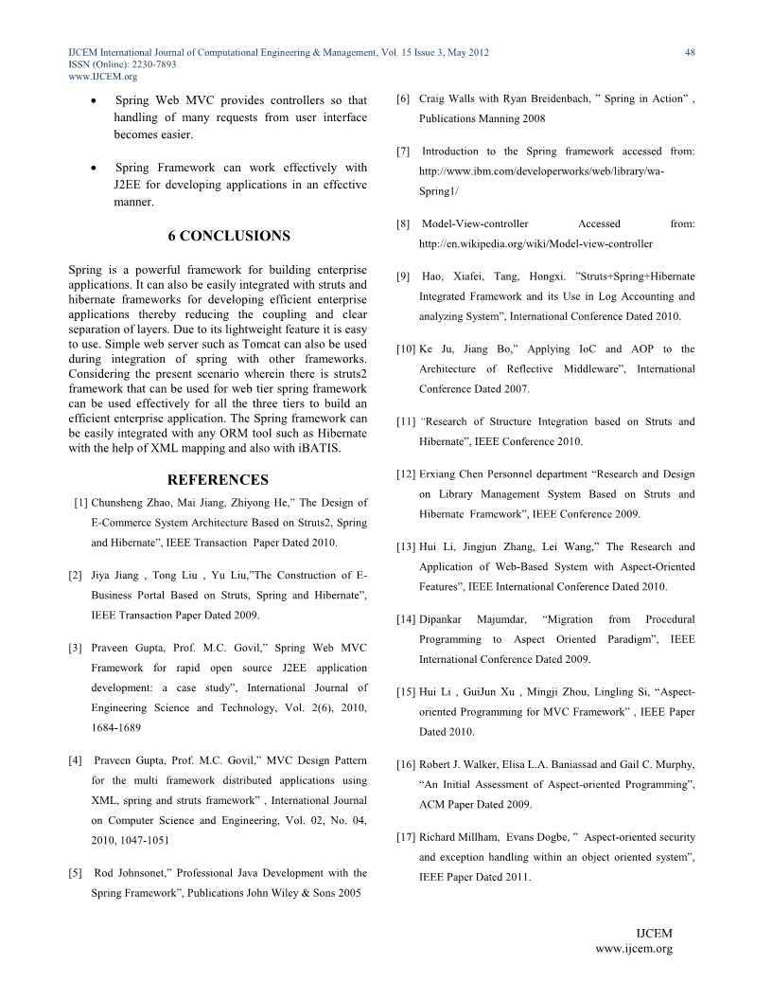 IJCEM International Journal of Computational Engineering & Management, Vol. 15 Issue 3, May 2012 48
ISSN (Online): 2230-7893
www.IJCEM.org
• Spring Web MVC provides controllers so that
handling of many requests from user interface
becomes easier.
• Spring Framework can work effectively with
J2EE for developing applications in an effective
manner.
6 CONCLUSIONS
Spring is a powerful framework for building enterprise
applications. It can also be easily integrated with struts and
hibernate frameworks for developing efficient enterprise
applications thereby reducing the coupling and clear
separation of layers. Due to its lightweight feature it is easy
to use. Simple web server such as Tomcat can also be used
during integration of spring with other frameworks.
Considering the present scenario wherein there is struts2
framework that can be used for web tier spring framework
can be used effectively for all the three tiers to build an
efficient enterprise application. The Spring framework can
be easily integrated with any ORM tool such as Hibernate
with the help of XML mapping and also with iBATIS.
REFERENCES
[1] Chunsheng Zhao, Mai Jiang, Zhiyong He,” The Design of
E-Commerce System Architecture Based on Struts2, Spring
and Hibernate”, IEEE Transaction Paper Dated 2010.
[2] Jiya Jiang , Tong Liu , Yu Liu,”The Construction of E-
Business Portal Based on Struts, Spring and Hibernate”,
IEEE Transaction Paper Dated 2009.
[3] Praveen Gupta, Prof. M.C. Govil,” Spring Web MVC
Framework for rapid open source J2EE application
development: a case study”, International Journal of
Engineering Science and Technology, Vol. 2(6), 2010,
1684-1689
[4] Praveen Gupta, Prof. M.C. Govil,” MVC Design Pattern
for the multi framework distributed applications using
XML, spring and struts framework” , International Journal
on Computer Science and Engineering, Vol. 02, No. 04,
2010, 1047-1051
[5] Rod Johnsonet,” Professional Java Development with the
Spring Framework”, Publications John Wiley & Sons 2005
[6] Craig Walls with Ryan Breidenbach, ” Spring in Action” ,
Publications Manning 2008
[7] Introduction to the Spring framework accessed from:
http://www.ibm.com/developerworks/web/library/wa-
Spring1/
[8] Model-View-controller Accessed from:
http://en.wikipedia.org/wiki/Model-view-controller
[9] Hao, Xiafei, Tang, Hongxi. ”Struts+Spring+Hibernate
Integrated Framework and its Use in Log Accounting and
analyzing System”, International Conference Dated 2010.
[10] Ke Ju, Jiang Bo,” Applying IoC and AOP to the
Architecture of Reflective Middleware”, International
Conference Dated 2007.
[11] “Research of Structure Integration based on Struts and
Hibernate”, IEEE Conference 2010.
[12] Erxiang Chen Personnel department “Research and Design
on Library Management System Based on Struts and
Hibernate Framework”, IEEE Conference 2009.
[13] Hui Li, Jingjun Zhang, Lei Wang,” The Research and
Application of Web-Based System with Aspect-Oriented
Features”, IEEE International Conference Dated 2010.
[14] Dipankar Majumdar, “Migration from Procedural
Programming to Aspect Oriented Paradigm”, IEEE
International Conference Dated 2009.
[15] Hui Li , GuiJun Xu , Mingji Zhou, Lingling Si, “Aspect-
oriented Programming for MVC Framework” , IEEE Paper
Dated 2010.
[16] Robert J. Walker, Elisa L.A. Baniassad and Gail C. Murphy,
“An Initial Assessment of Aspect-oriented Programming”,
ACM Paper Dated 2009.
[17] Richard Millham, Evans Dogbe, ” Aspect-oriented security
and exception handling within an object oriented system”,
IEEE Paper Dated 2011.
IJCEM
www.ijcem.org